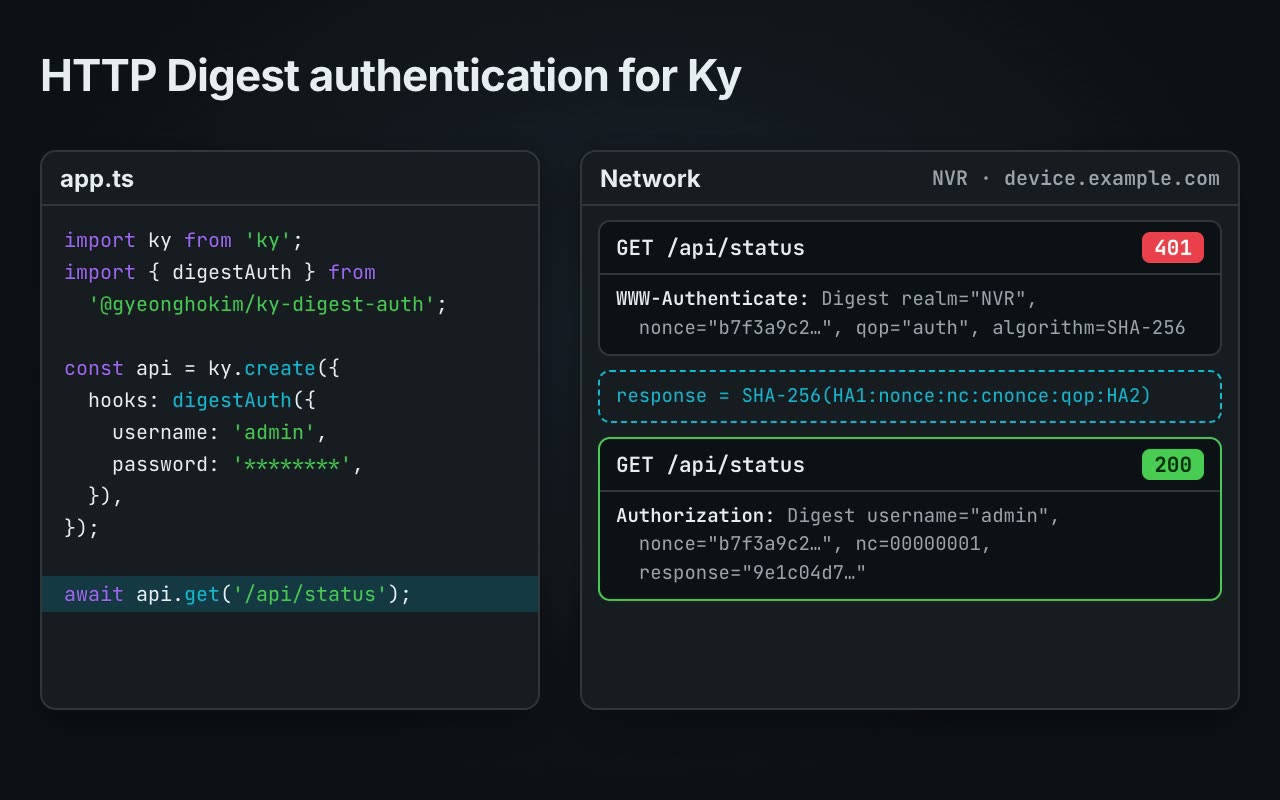 HTTP Digest authentication for Ky
app.ts
import ky from 'ky';
import { digestAuth } from
'@gyeonghokim/ky-digest-auth';
const api = ky.create({
hooks: digestAuth({
username: 'admin',
password: '********',
}),
});
await api.get('/api/status');
Network
NVR · device.example.com
GET /api/status
401
WWW-Authenticate: Digest realm="NVR",
nonce="b7f3a9c2…", qop="auth", algorithm=SHA-256
response = SHA-256(HA1:nonce:nc:cnonce:qop:HA2)
GET /api/status
200
Authorization: Digest username="admin",
nonce="b7f3a9c2…", nc=00000001,
response="9e1c04d7…"